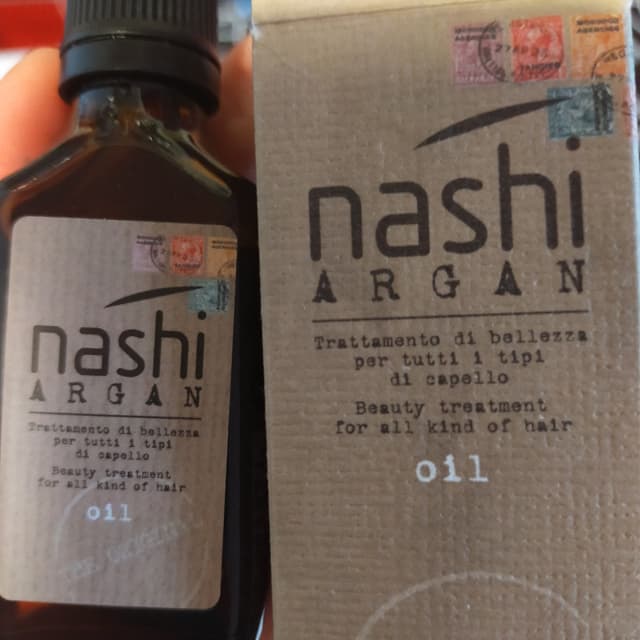 nashi
ARGAN
Trattamento di bellezza
per tutti i tipi
di capello
Beauty treatment
for all kind of hair
oil
nashi
ARGAN
Trattamento di bellezza
per tutti i tipi
di capello
Beauty treatment
for all kind of hair
oil